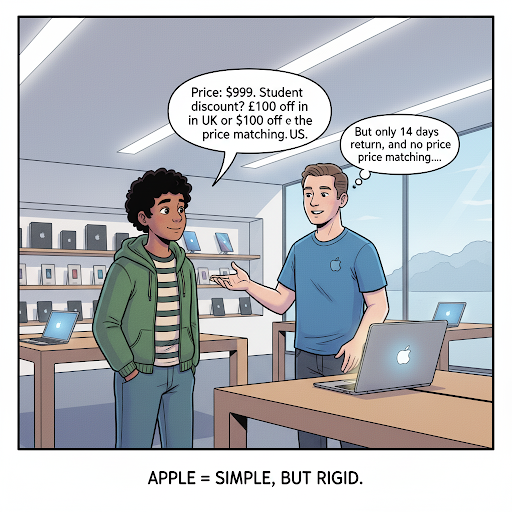 Price: $999. Student
discount? £100 off in
in UK or $100 off e the
price matching.US.
But only 14 days
return, and no price
price matching....
APPLE = SIMPLE, BUT RIGID.